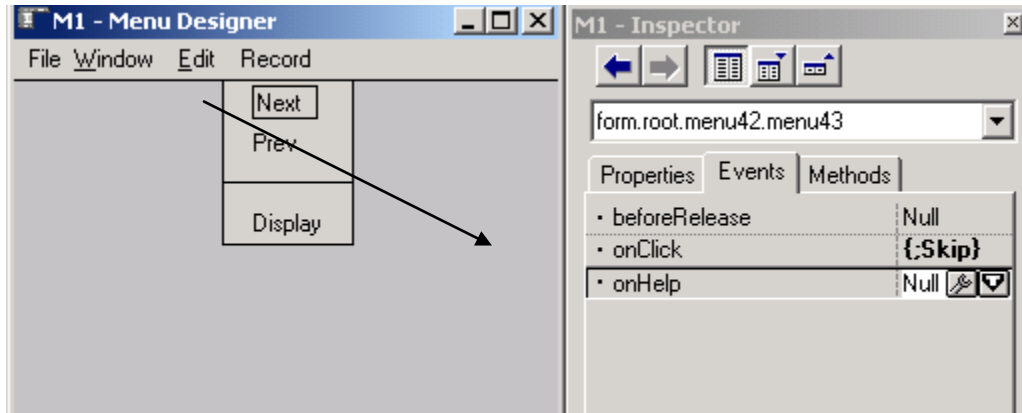 M1 - Menu Designer
File Window Edit Record
Next
Prev
Display
M1 - Inspector
form.root.menu42.menu43
Properties Events Methods
beforeRelease Null
onClick {;Skip}
onHelp Null